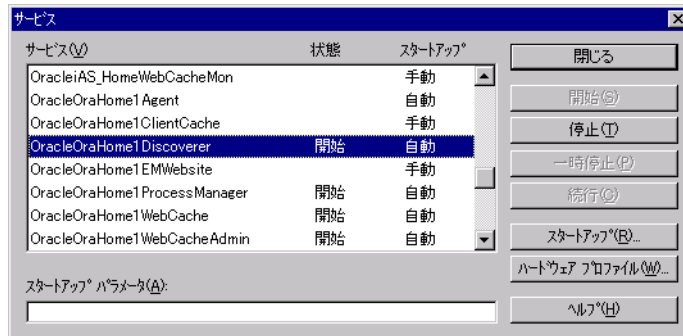 サービス
サービス(V) 状態 スタートアップ
OracleiAS_HomeWebCacheMon 手動
OracleOraHome1Agent 自動
OracleOraHome1ClientCache 手動
OracleOraHome1Discoverer 開始 自動
OracleOraHome1EMWebsite 手動
OracleOraHome1ProcessManager 開始 自動
OracleOraHome1WebCache 開始 自動
OracleOraHome1WebCacheAdmin 開始 自動
スタートアップ パラメータ(A):
閉じる
開始(S)
停止(T)
一時停止(P)
続行(C)
スタートアップ(R)...
ハードウェア プロファイル(W)...
ヘルプ(H)